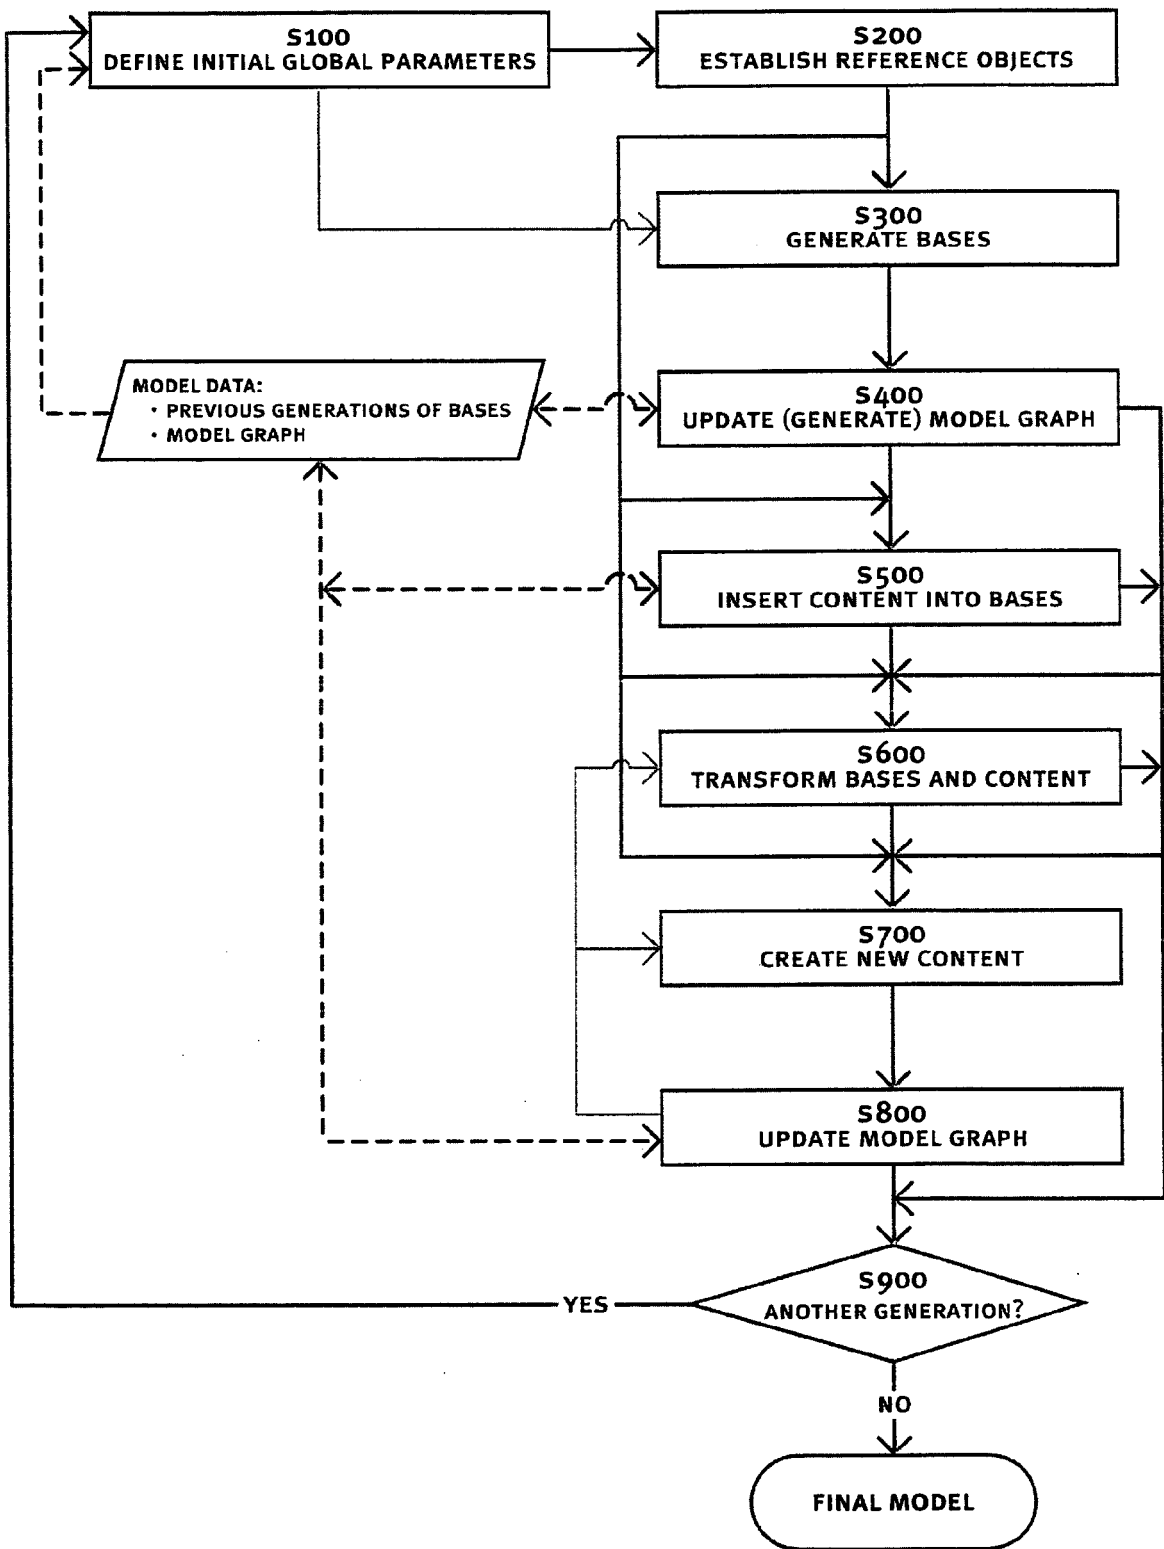 S100
DEFINE INITIAL GLOBAL PARAMETERS
S200
ESTABLISH REFERENCE OBJECTS
S300
GENERATE BASES
MODEL DATA:
• PREVIOUS GENERATIONS OF BASES
• MODEL GRAPH
S400
UPDATE (GENERATE) MODEL GRAPH
S500
INSERT CONTENT INTO BASES
S600
TRANSFORM BASES AND CONTENT
S700
CREATE NEW CONTENT
S800
UPDATE MODEL GRAPH
S900
ANOTHER GENERATION?
YES
NO
FINAL MODEL